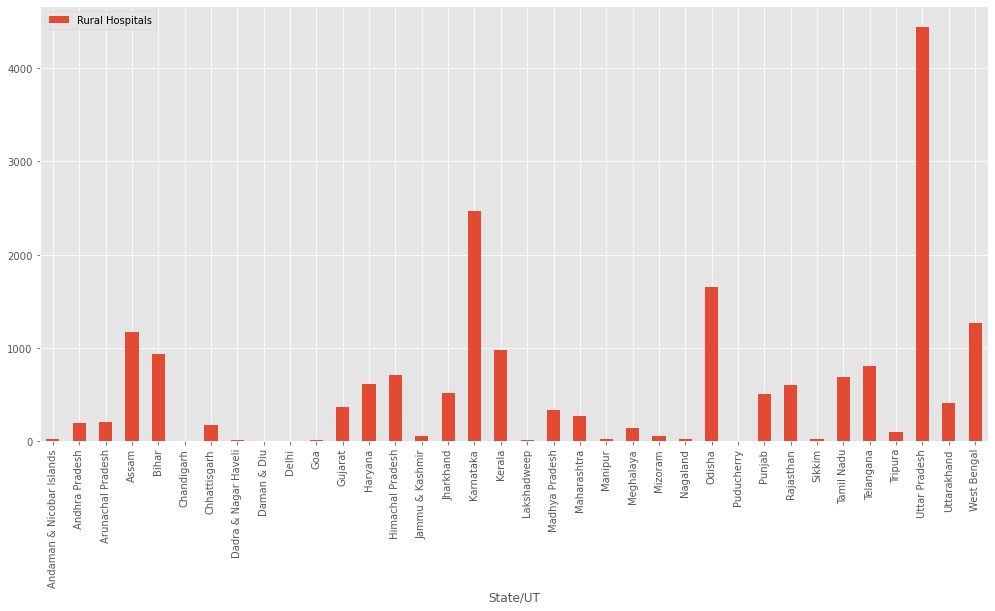 Rural Hospitals
4000
3000
2000
1000
0
Andaman & Nicobar Islands
Andhra Pradesh
Arunachal Pradesh
Assam
Bihar
Chandigarh
Chhattisgarh
Dadra & Nagar Haveli
Daman & Diu
Delhi
Goa
Gujarat
Haryana
Himachal Pradesh
Jammu & Kashmir
Jharkhand
Karnataka
Kerala
Lakshadweep
Madhya Pradesh
Maharashtra
Manipur
Meghalaya
Mizoram
Nagaland
Odisha
Puducherry
Punjab
Rajasthan
Sikkim
Tamil Nadu
Telangana
Tripura
Uttar Pradesh
Uttarakhand
West Bengal
State/UT